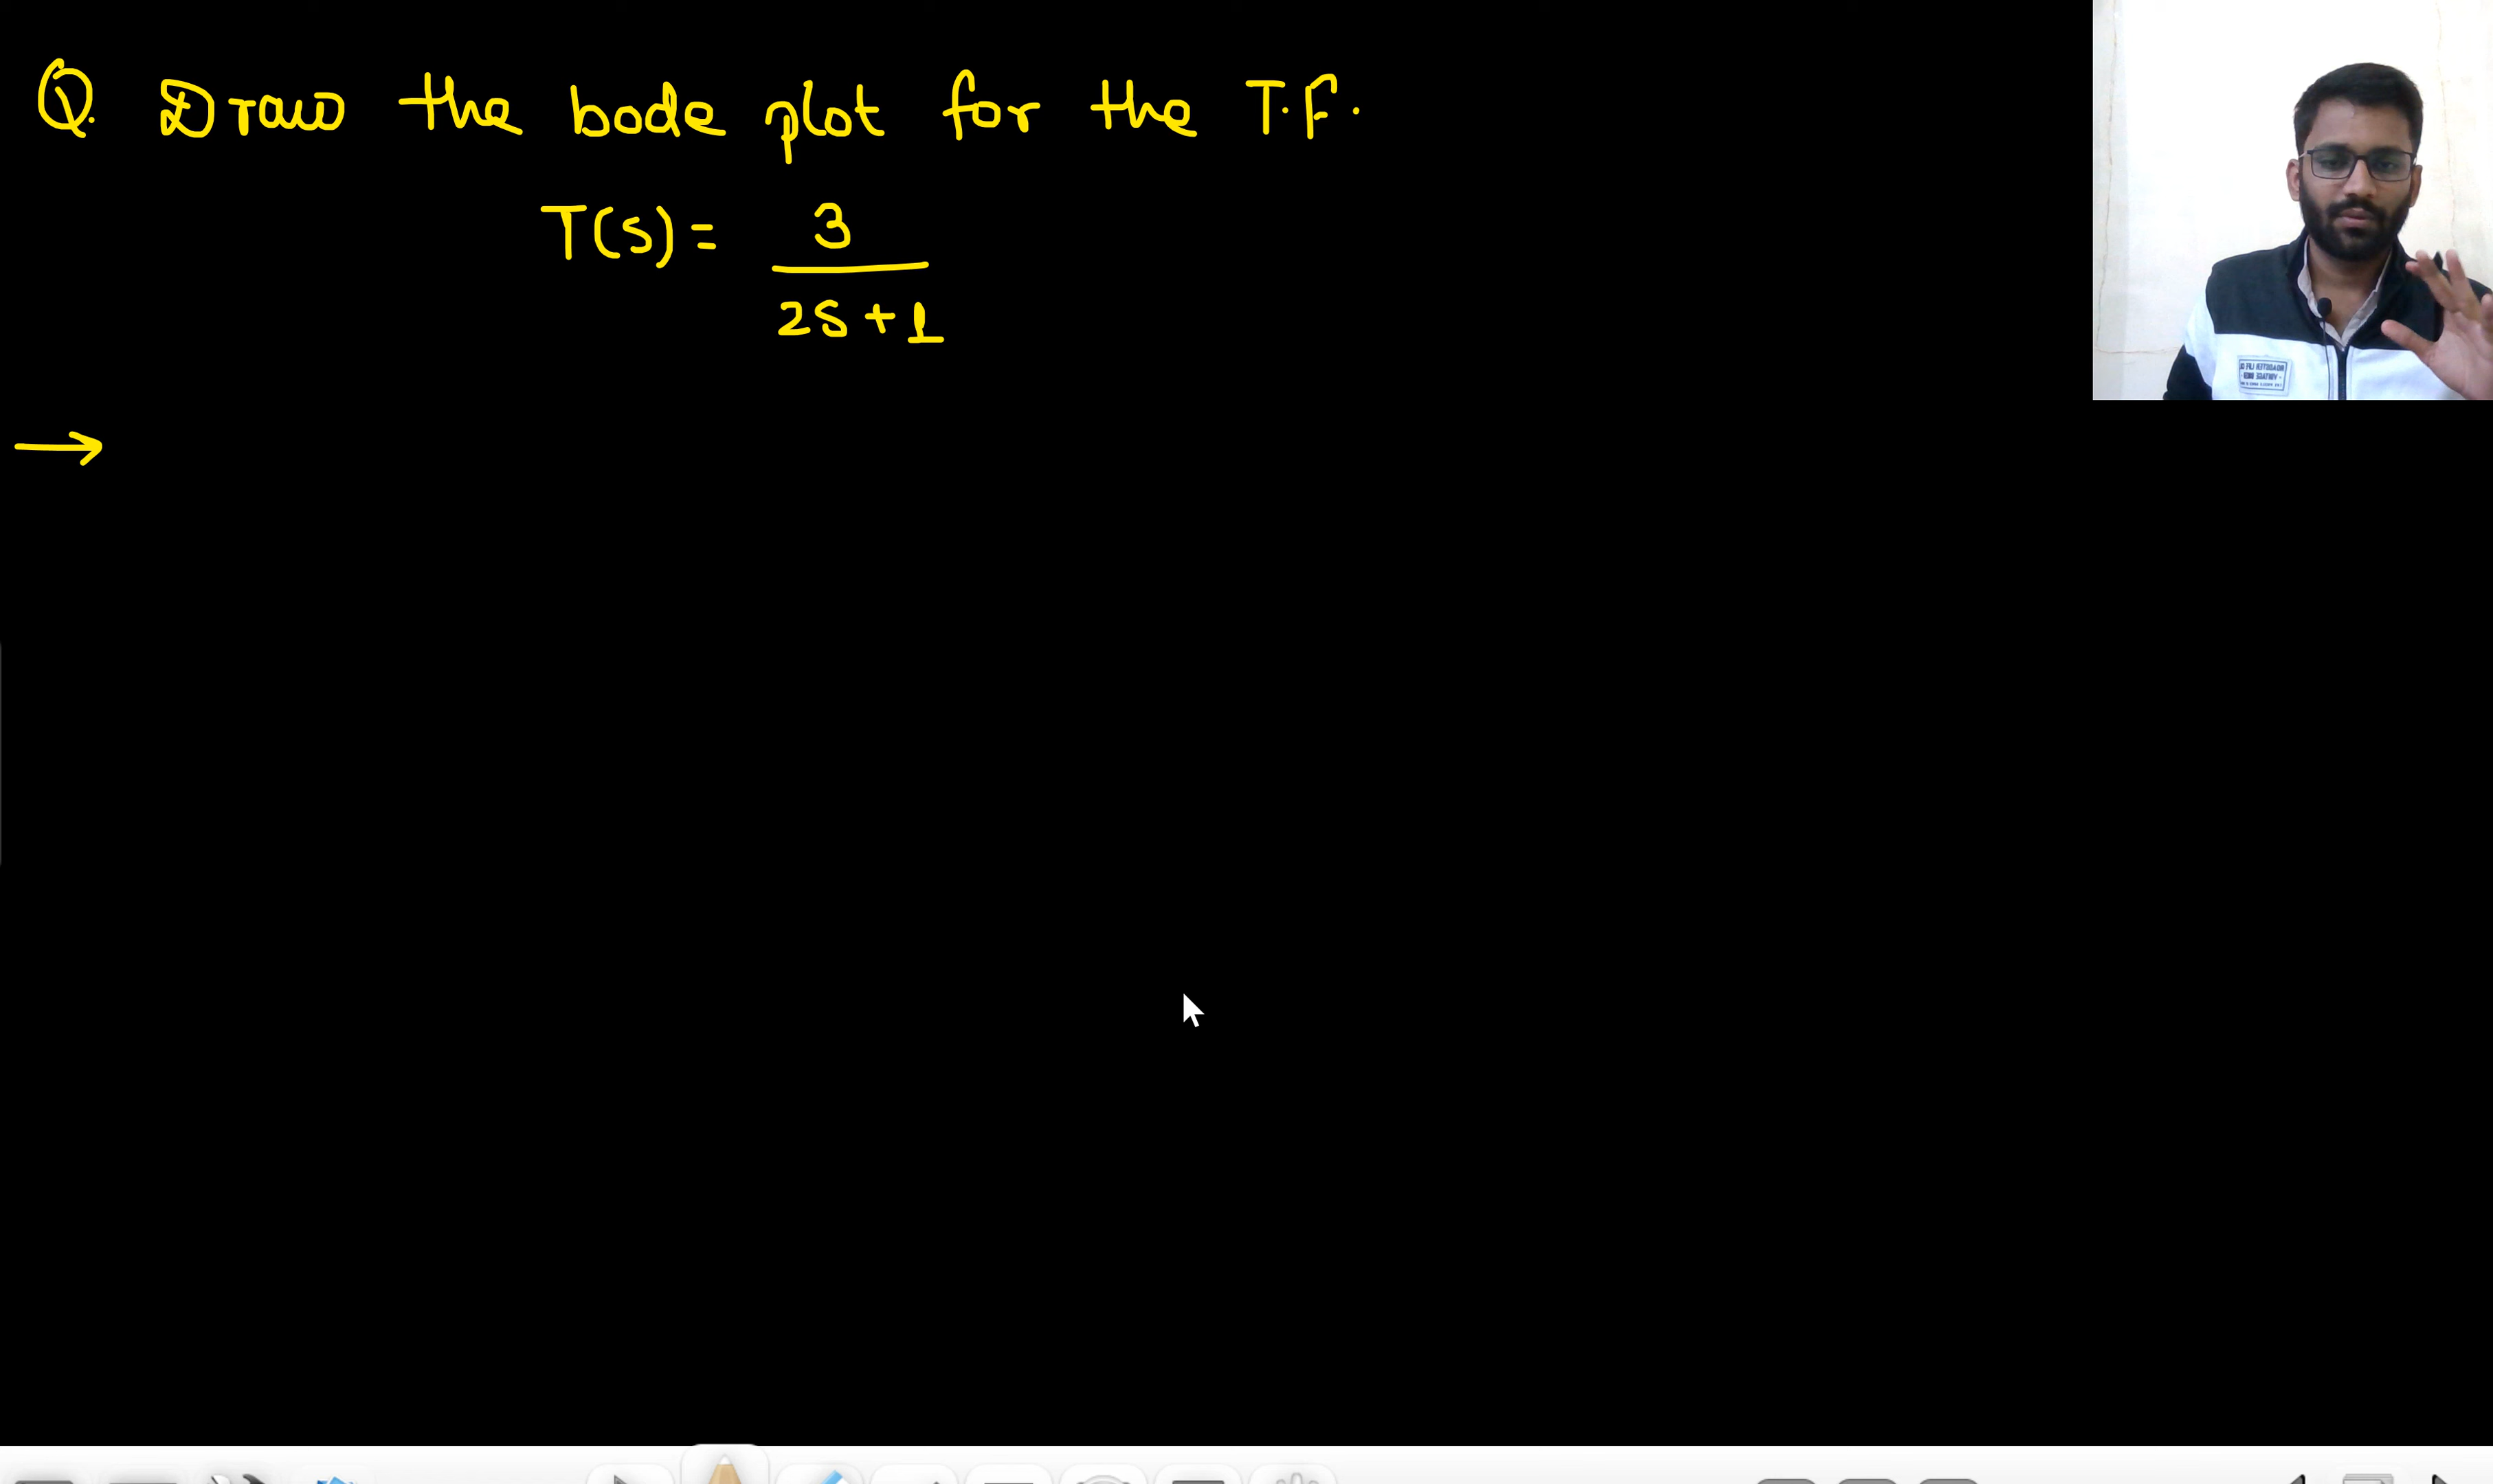 Q. Draw the bode plot for the T.F.
T(s) = 3
2s + 1
→